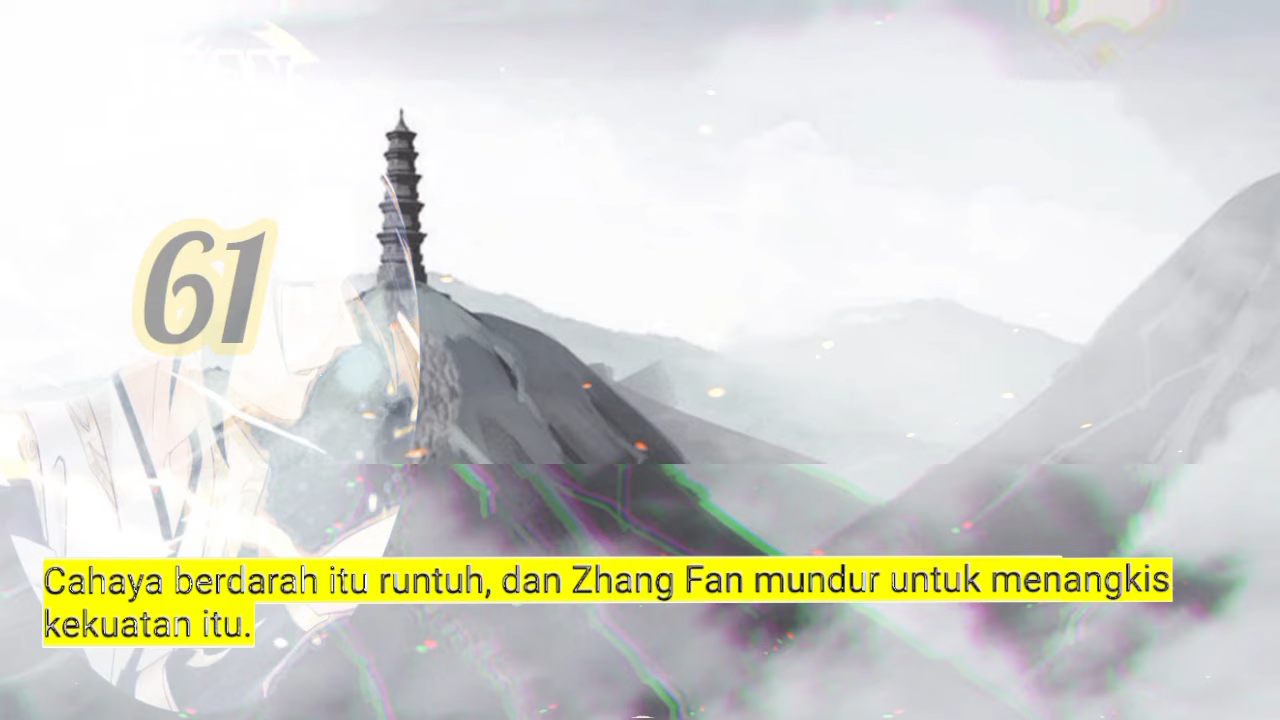 61
Cahaya berdarah itu runtuh, dan Zhang Fan mundur untuk menangkis
kekuatan itu.